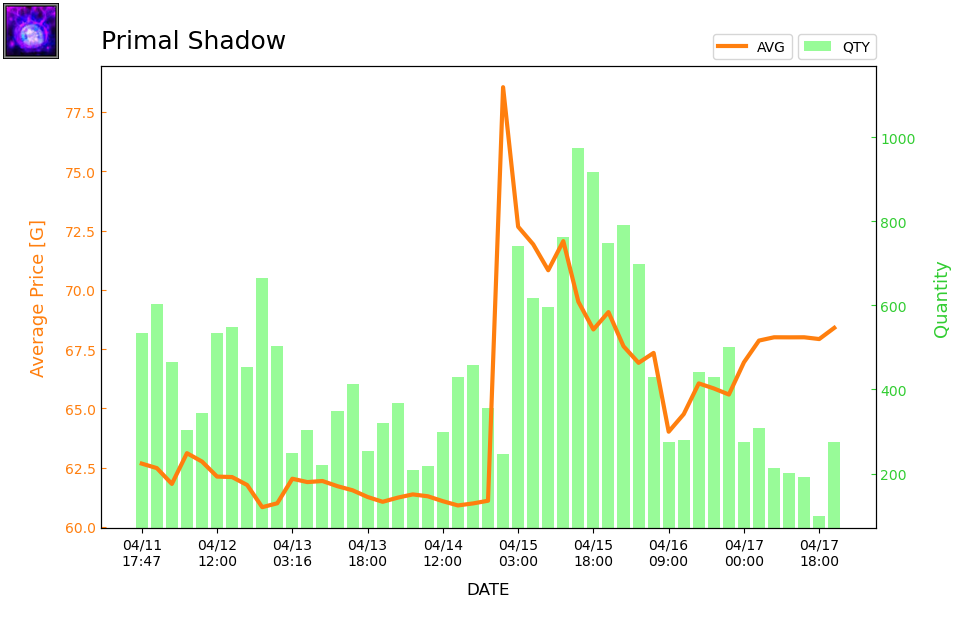 Primal Shadow
AVG
QTY
Average Price [G]
77.5
75.0
72.5
70.0
67.5
65.0
62.5
60.0
1000
800
600
400
200
Quantity
04/11 04/12 04/13 04/13 04/14 04/15 04/15 04/16 04/17 04/17
17:47 12:00 03:16 18:00 12:00 03:00 18:00 09:00 00:00 18:00
DATE